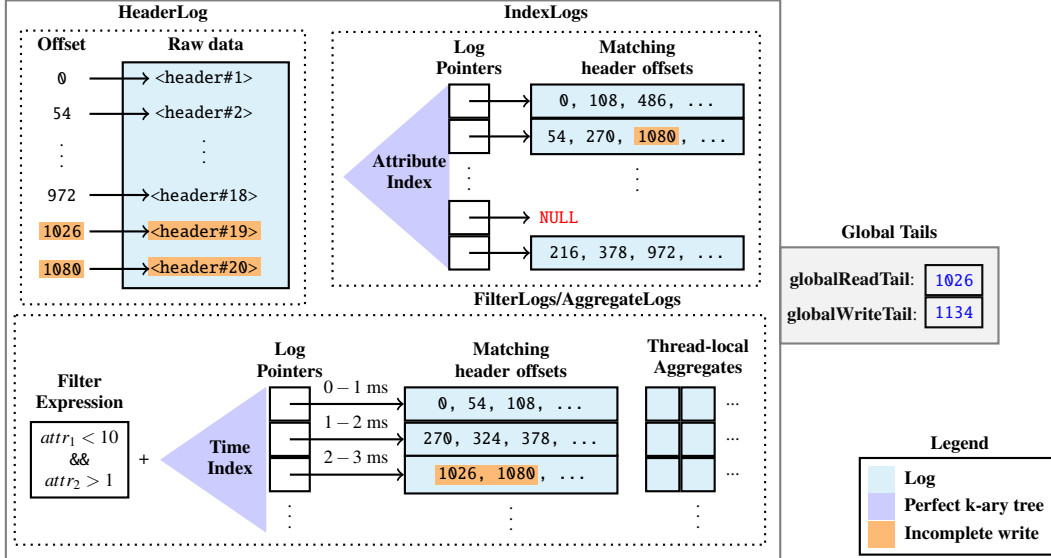 HeaderLog
Offset Raw data
0 <header#1>
54 <header#2>
972 <header#18>
1026 <header#19>
1080 <header#20>
IndexLogs
Log
Pointers
Matching
header offsets
Attribute
Index
0, 108, 486, ...
54, 270, 1080, ...
NULL
216, 378, 972, ...
Global Tails
globalReadTail: 1026
globalWriteTail: 1134
FilterLogs/AggregateLogs
Filter
Expression
attr1 < 10
&&
attr2 > 1
+
Time
Index
Log
Pointers
0 – 1 ms
1 – 2 ms
2 – 3 ms
Matching
header offsets
0, 54, 108, ...
270, 324, 378, ...
1026, 1080, ...
Thread-local
Aggregates
...
...
...
Legend
Log
Perfect k-ary tree
Incomplete write